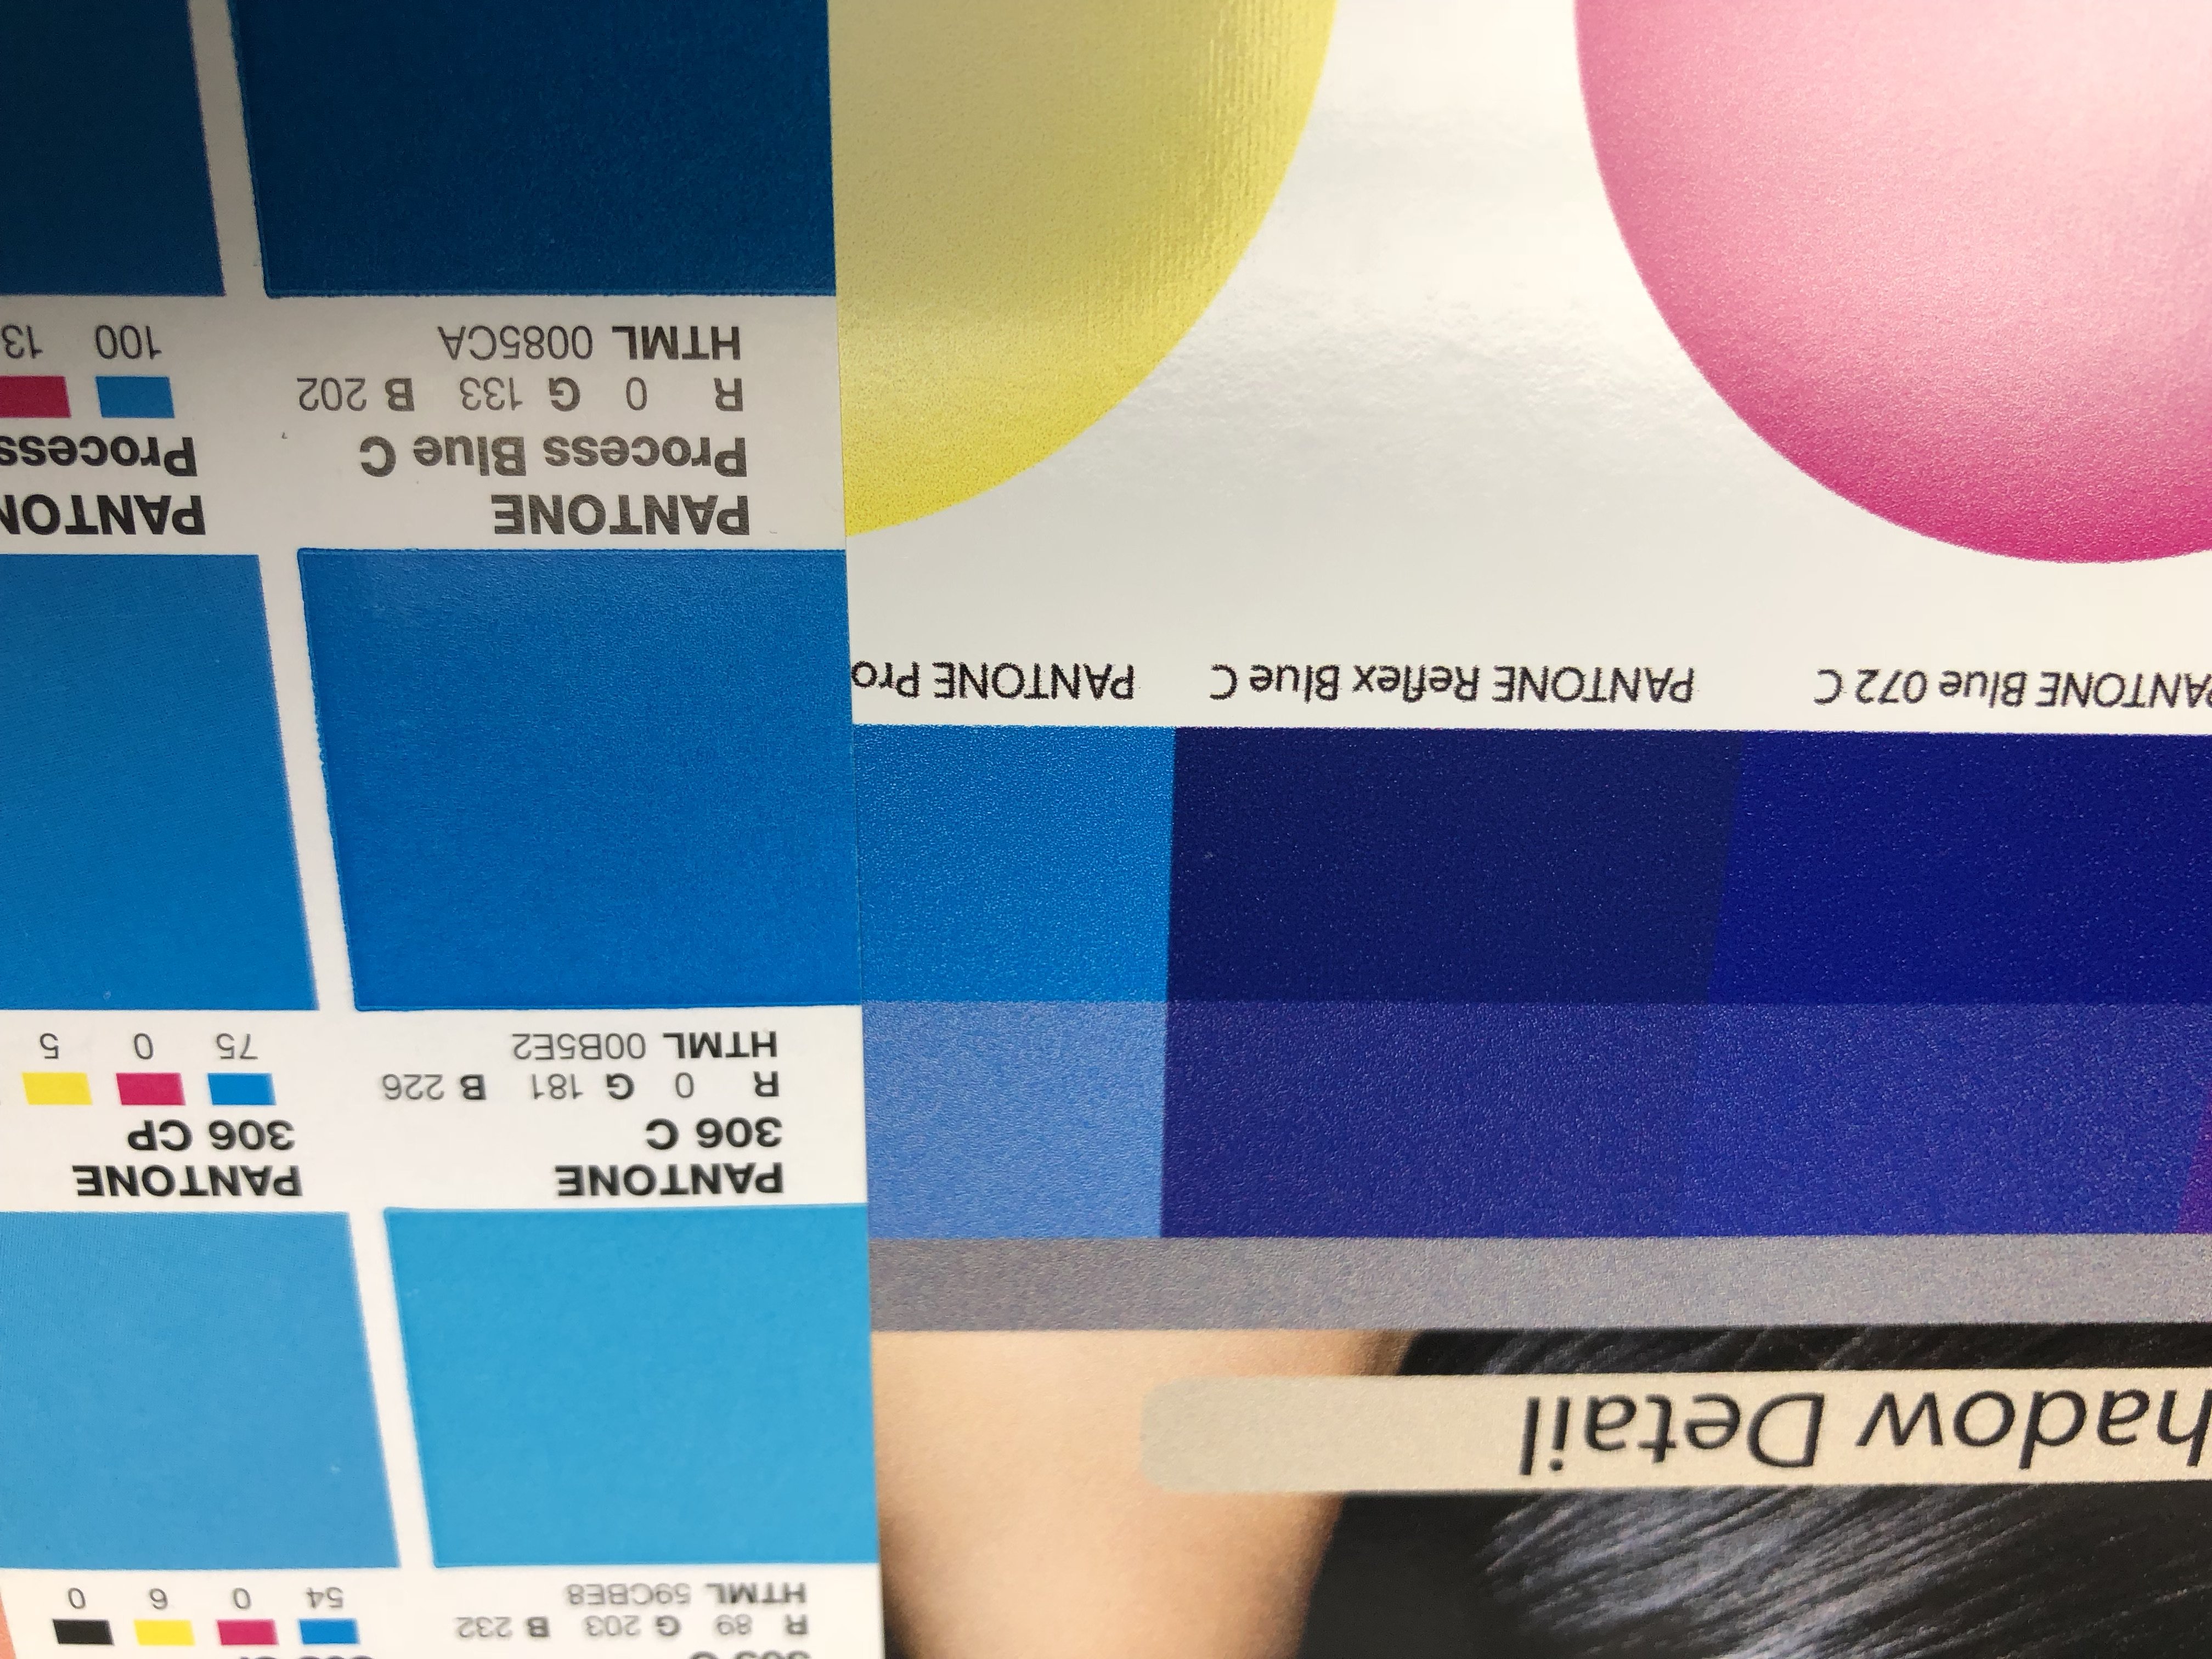 hadow Detail
PANTONE Blue 072 C
PANTONE Reflex Blue C
PANTONE Pro
R 89 G 203 B 232
HTML 59CBE8
PANTONE
306 C
R 0 G 181 B 226
HTML 00B5E2
PANTONE
Process Blue C
R 0 G 133 B 202
HTML 0085CA
54 0 6 0
PANTONE
306 CP
75 0 5
PANTON
Process
100 13